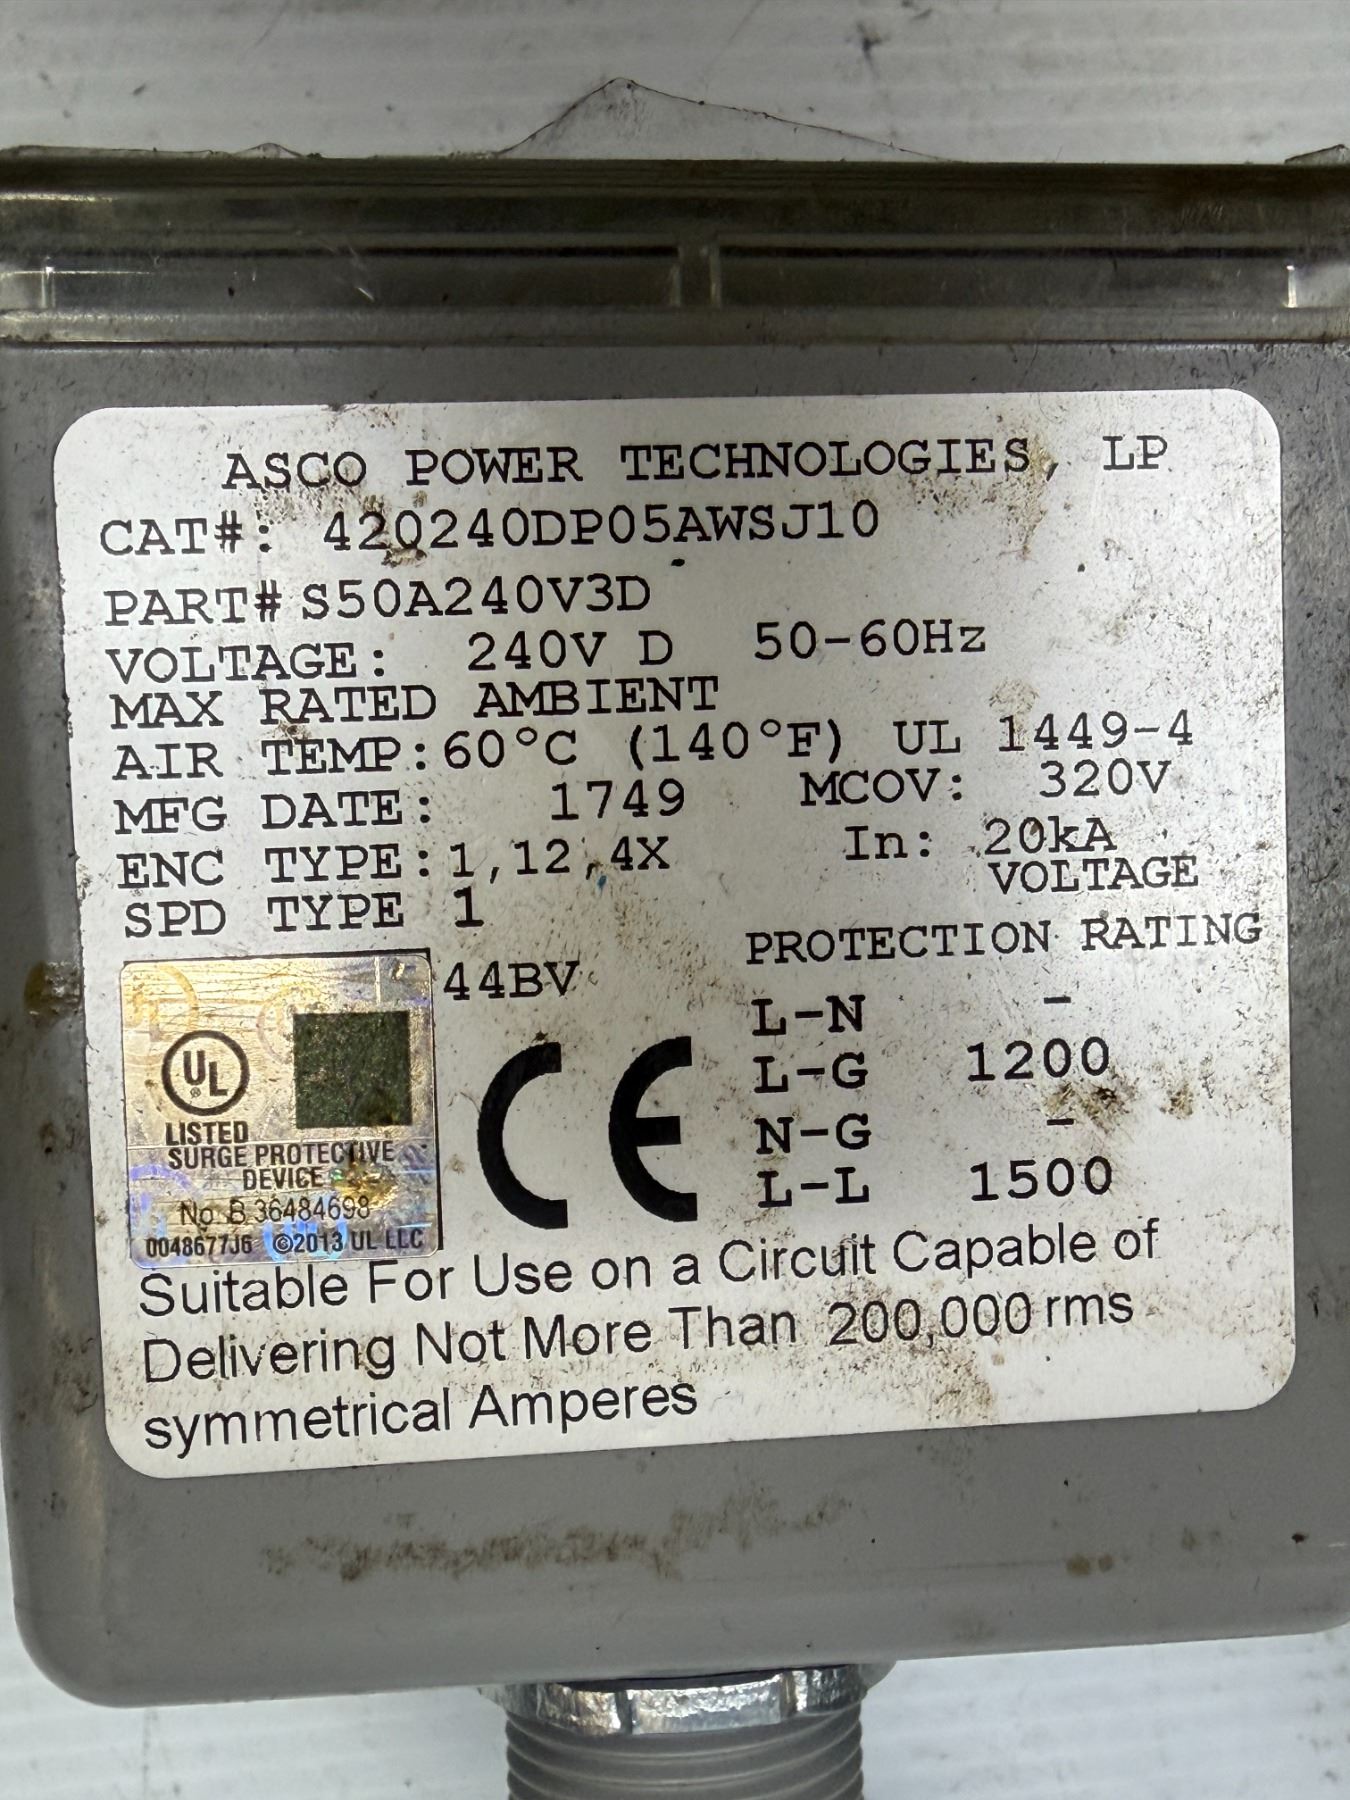 ASCO POWER TECHNOLOGIES, LP
CAT#: 420240DP05AWSJ10
PART# S50A240V3D
VOLTAGE: 240V D 50-60Hz
MAX RATED AMBIENT
AIR TEMP: 60°C (140°F) UL 1449-4
MFG DATE: 1749 MCOV: 320V
ENC TYPE: 1,12,4X In: 20kA
SPD TYPE 1
VOLTAGE
PROTECTION RATING
44BV
L-N -
L-G 1200
N-G -
L-L 1500
UL
LISTED
SURGE PROTECTIVE
DEVICE
No B 36484698
0048677J6 ©2013 UL LLC
CE
Suitable For Use on a Circuit Capable of
Delivering Not More Than 200,000 rms
symmetrical Amperes